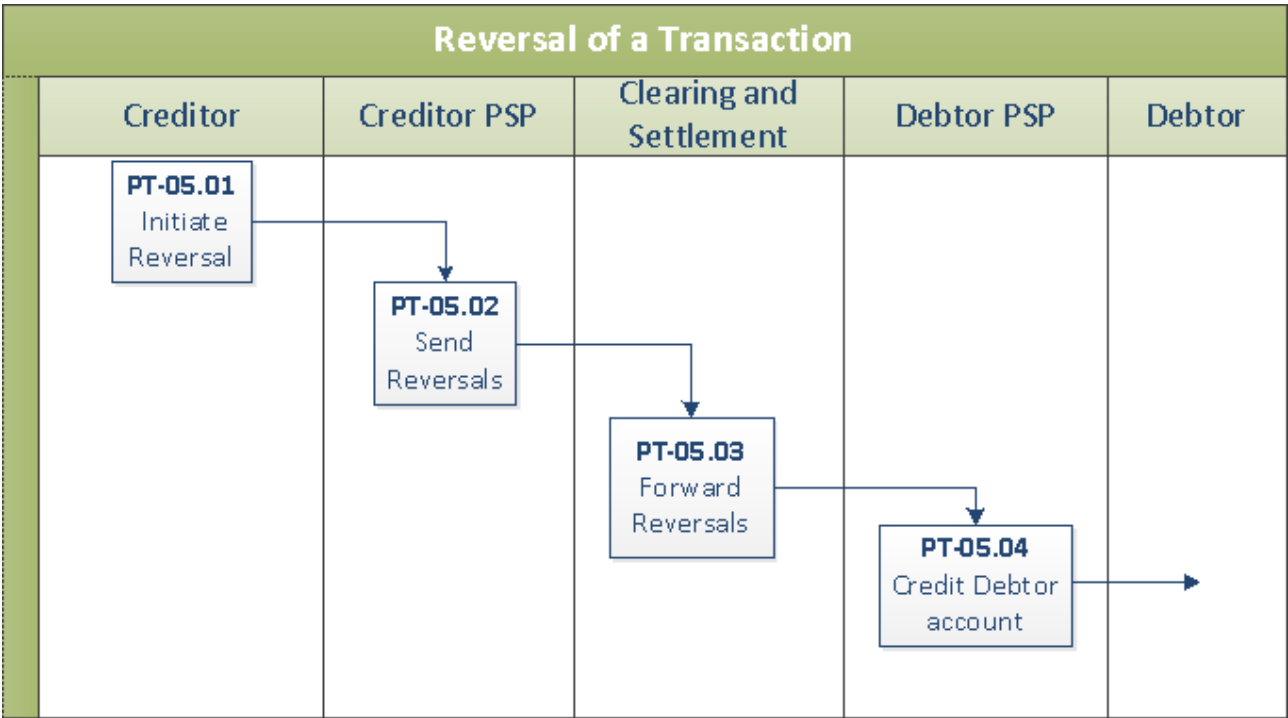 Reversal of a Transaction
Creditor
Creditor PSP
Clearing and
Settlement
Debtor PSP
Debtor
PT-05.01
Initiate
Reversal
PT-05.02
Send
Reversals
PT-05.03
Forward
Reversals
PT-05.04
Credit Debtor
account